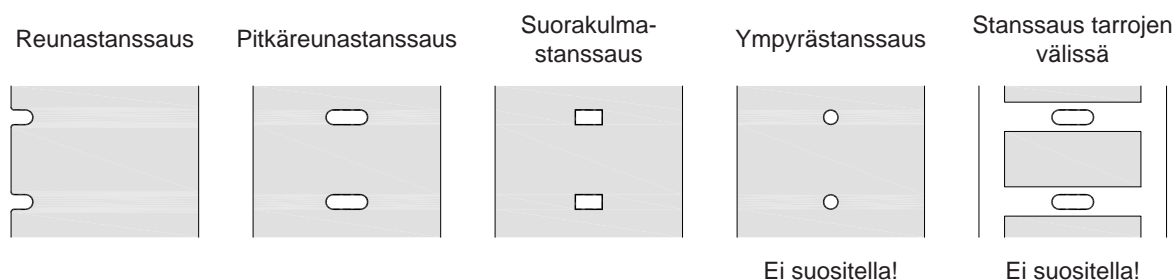 Reunastanssaus
Pitkäreunastanssaus
Suorakulma-
stanssaus
Ympyrästanssaus
Stanssaus tarrojen
välissä
Ei suositella!
Ei suositella!